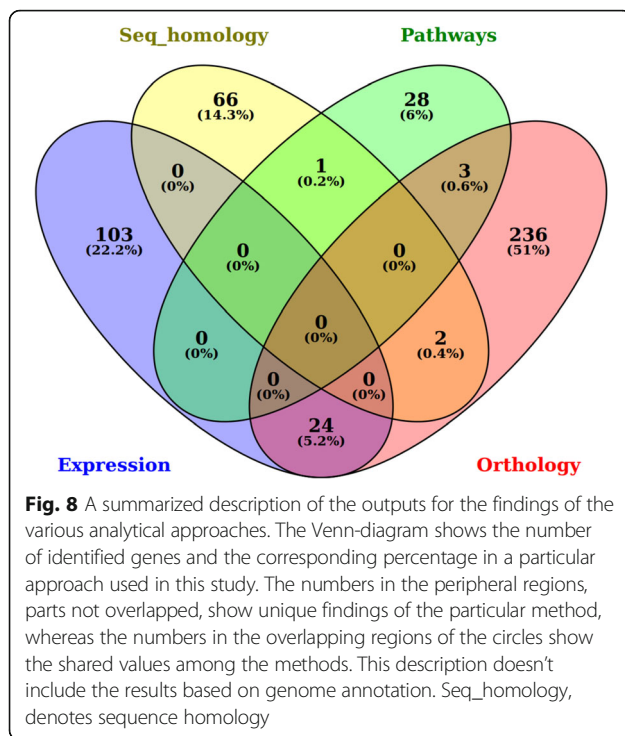 Seq_homology
Pathways
66
(14.3%)
28
(6%)
0
(0%)
1
(0.2%)
3
(0.6%)
103
(22.2%)
0
(0%)
0
(0%)
236
(51%)
0
(0%)
0
(0%)
2
(0.4%)
0
(0%)
0
(0%)
24
(5.2%)
Expression
Orthology
Fig. 8 A summarized description of the outputs for the findings of the
various analytical approaches. The Venn-diagram shows the number
of identified genes and the corresponding percentage in a particular
approach used in this study. The numbers in the peripheral regions,
parts not overlapped, show unique findings of the particular method,
whereas the numbers in the overlapping regions of the circles show
the shared values among the methods. This description doesn't
include the results based on genome annotation. Seq_homology,
denotes sequence homology